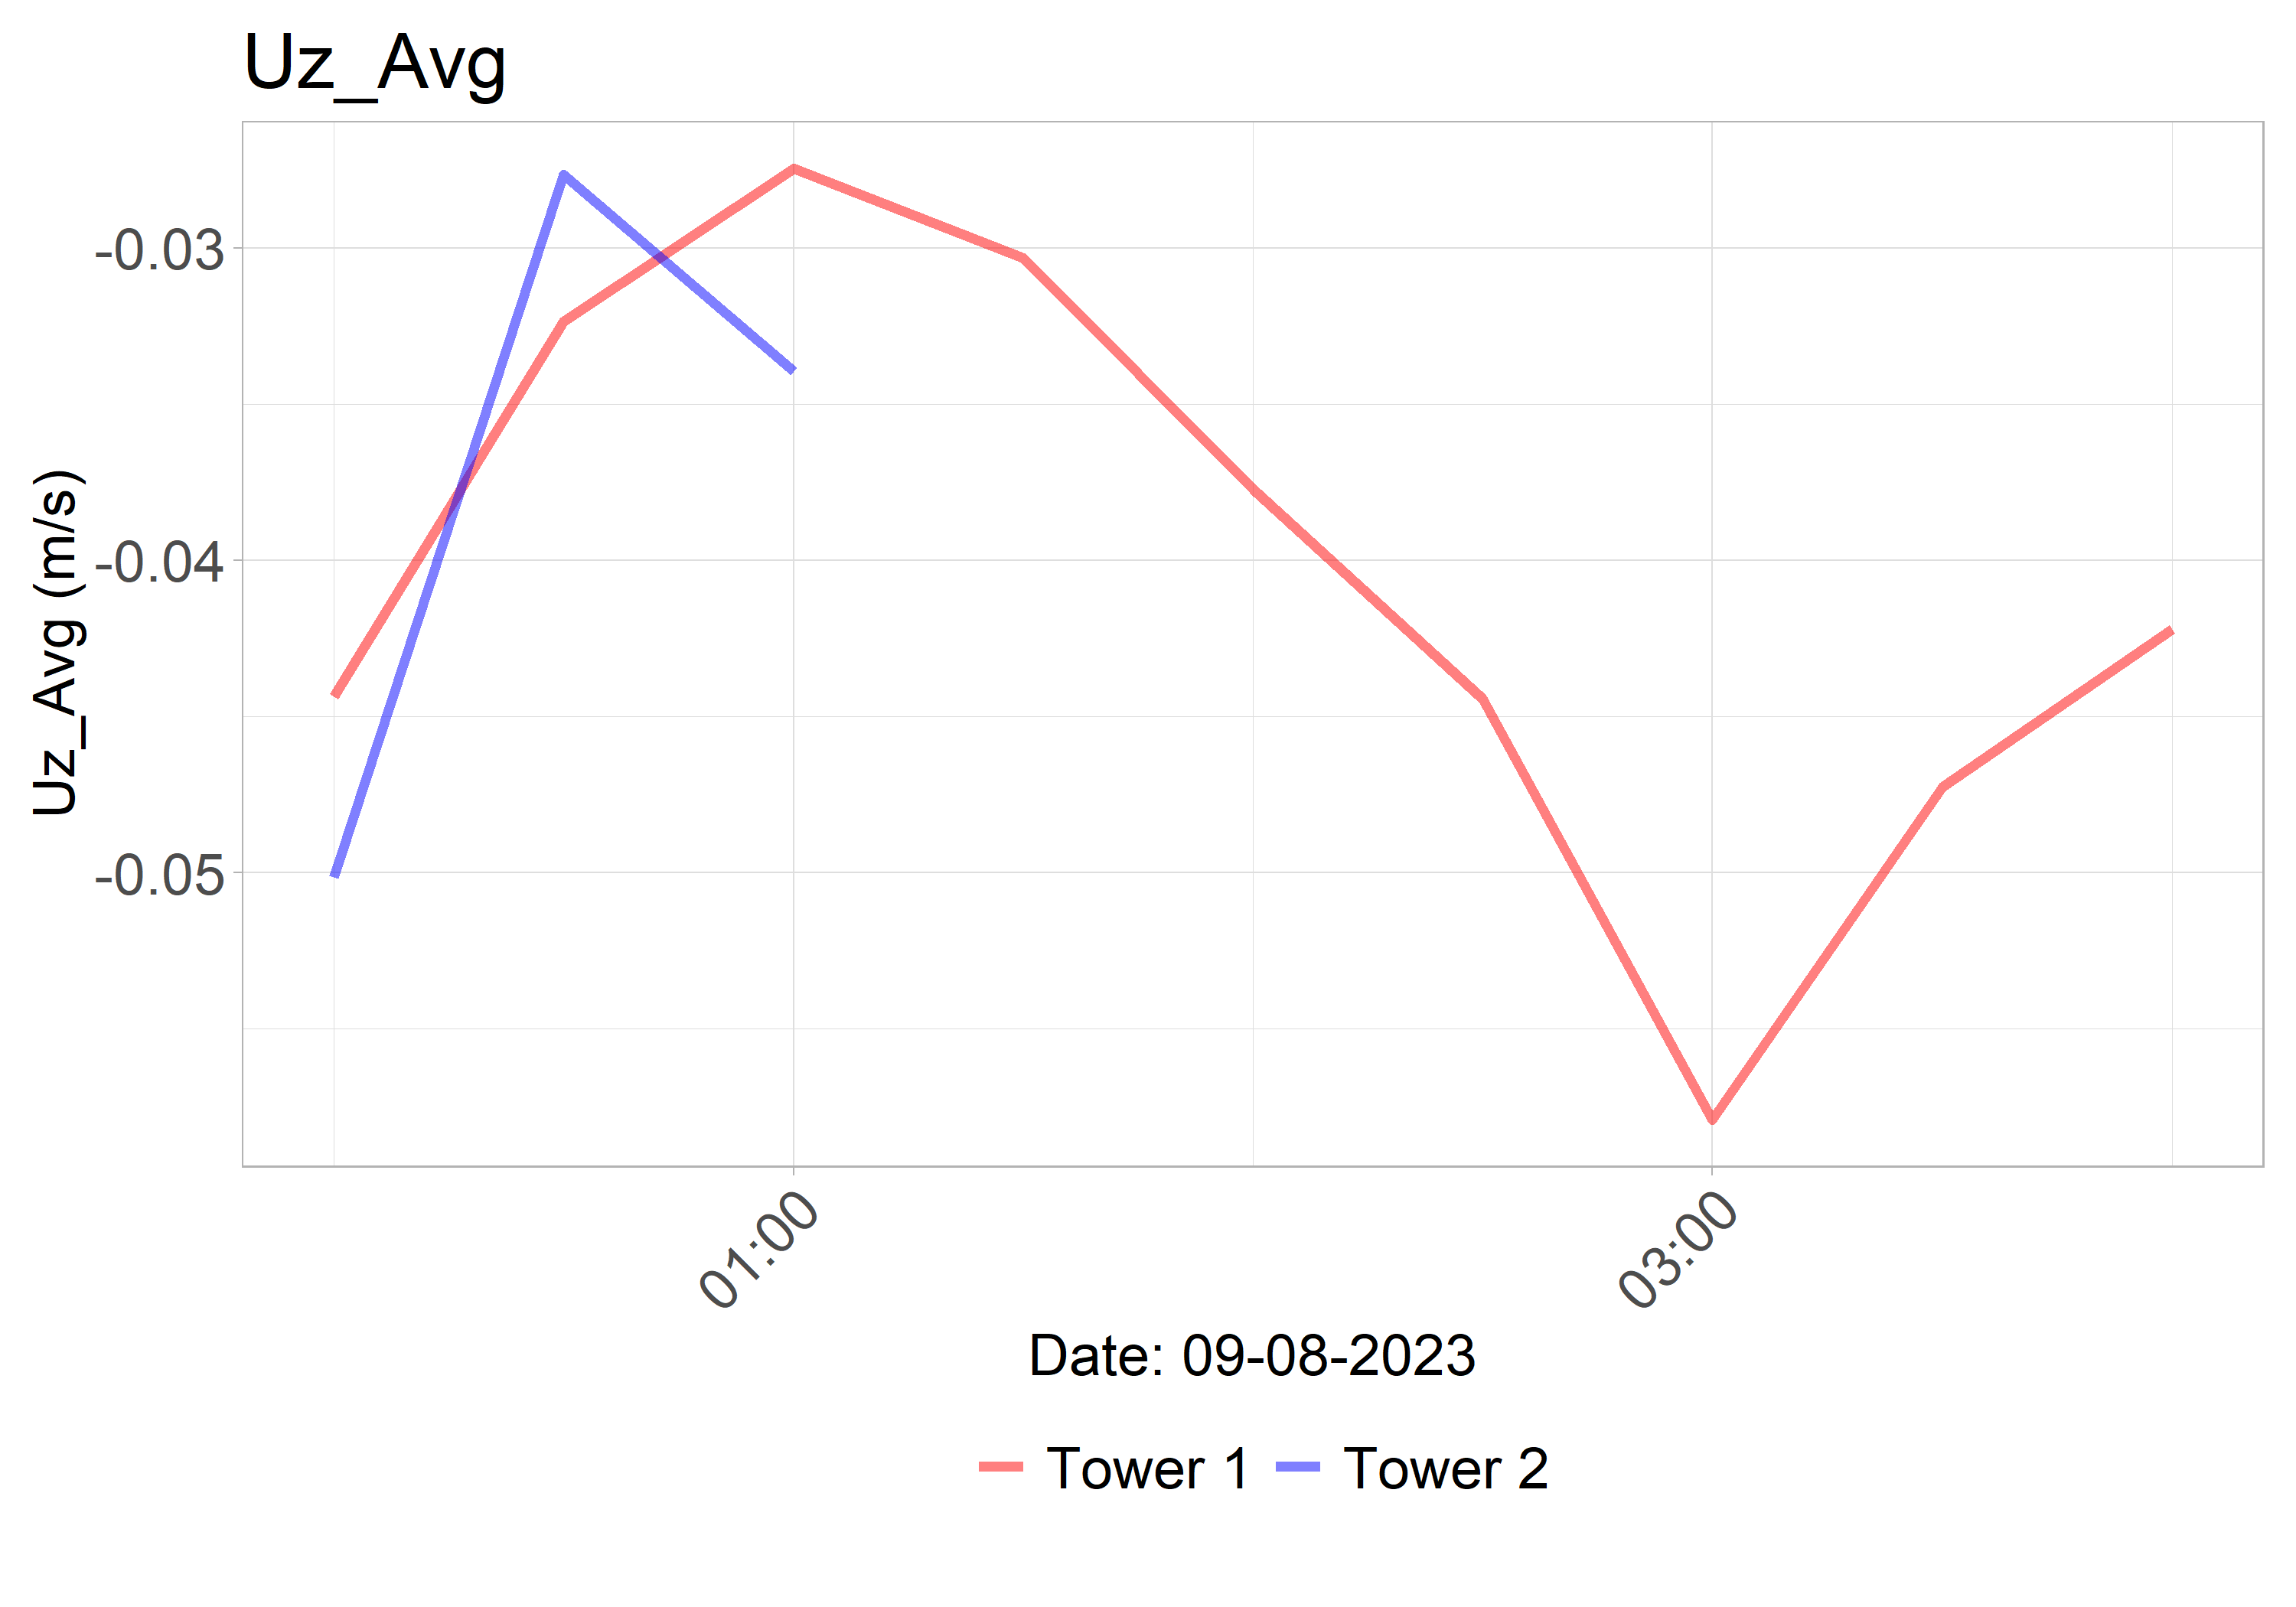 Uz_Avg
Uz_Avg (m/s)
-0.03
-0.04
-0.05
01:00
03:00
Date: 09-08-2023
Tower 1
Tower 2